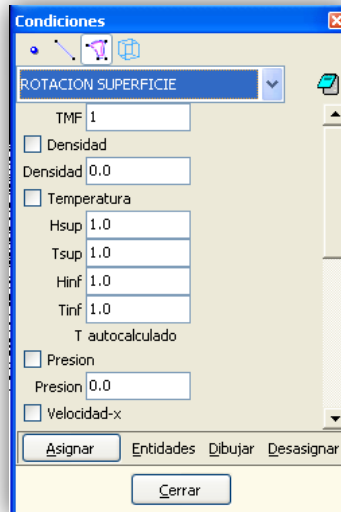 Condiciones
ROTACION SUPERFICIE
TMF 1
Densidad
Densidad 0.0
Temperatura
Hsup 1.0
Tsup 1.0
Hinf 1.0
Tinf 1.0
T autocalculado
Presion
Presion 0.0
Velocidad-x
Asignar Entidades Dibujar Desasignar
Cerrar